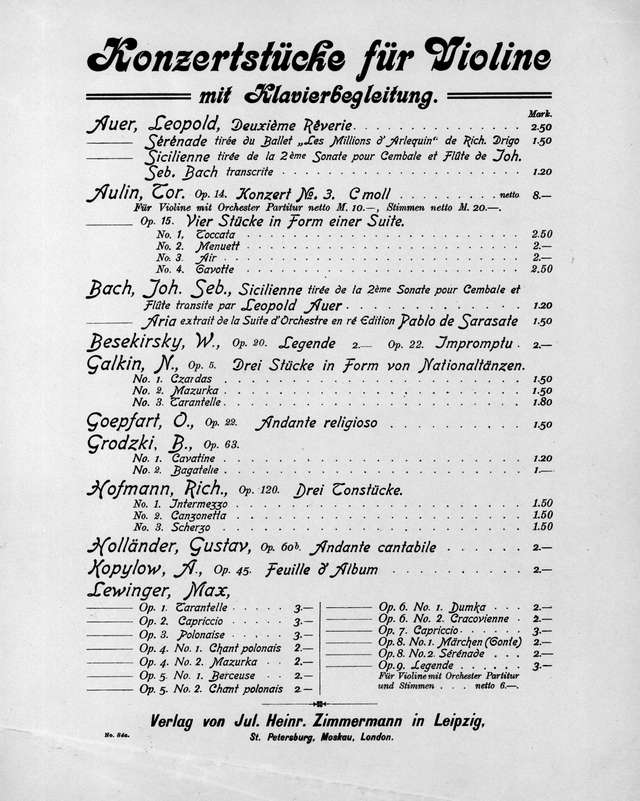 Konzertstücke für Violine
mit Klavierbegleitung.
Mark.
Auer, Leopold, Deuxième Rêverie. 2.50
Sérénade tirée du Ballet „Les Millions d'Arlequin“ de Rich. Drigo 1.50
Sicilienne tirée de la 2ème Sonate pour Cembale et Flûte de Joh.
Seb. Bach transcrite 1.20
Aulin, Tor. Op. 14. Konzert No. 3. C moll netto 8.—
Für Violine mit Orchester Partitur netto M. 10.—, Stimmen netto M. 20.—.
Op. 15. Vier Stücke in Form einer Suite.
No. 1. Toccata 2.50
No. 2. Menuett 2.—
No. 3. Air 2.—
No. 4. Gavotte 2.50
Bach, Joh. Seb., Sicilienne tirée de la 2ème Sonate pour Cembale et
Flûte transite par Leopold Auer 1.20
Aria extrait de la Suite d'Orchestre en ré Edition Pablo de Sarasate 1.50
Besekirsky, W., Op. 20. Legende 2.— Op. 22. Impromptu 2.—
Galkin, N., Op. 5. Drei Stücke in Form von Nationaltänzen.
No. 1. Czardas 1.50
No. 2. Mazurka 1.50
No. 3. Tarantelle 1.80
Goepfart, O., Op. 22. Andante religioso 1.50
Grodzki, B., Op. 63.
No. 1. Cavatine 1.20
No. 2. Bagatelle 1.—
Hofmann, Rich., Op. 120. Drei Tonstücke.
No. 1. Intermezzo 1.50
No. 2. Canzonetta 1.50
No. 3. Scherzo 1.50
Holländer, Gustav, Op. 60b. Andante cantabile 2.—
Kopylow, A., Op. 45. Feuille d'Album 2.—
Lewinger, Max,
Op. 1. Tarantelle 3.—
Op. 2. Capriccio 3.—
Op. 3. Polonaise 3.—
Op. 4. No. 1. Chant polonais 2.—
Op. 4. No. 2. Mazurka 2.—
Op. 5. No. 1. Berceuse 2.—
Op. 5. No. 2. Chant polonais 2.—
Op. 6. No. 1. Dumka 2.—
Op. 6. No. 2. Cracovienne 2.—
Op. 7. Capriccio 3.—
Op. 8. No. 1. Märchen (Conte) 2.—
Op. 8. No. 2. Sérénade 2.—
Op. 9. Legende 3.—
Für Violine mit Orchester Partitur
und Stimmen netto 6.—.
Verlag von Jul. Heinr. Zimmermann in Leipzig,
St. Petersburg, Moskau, London.
No. 84a.